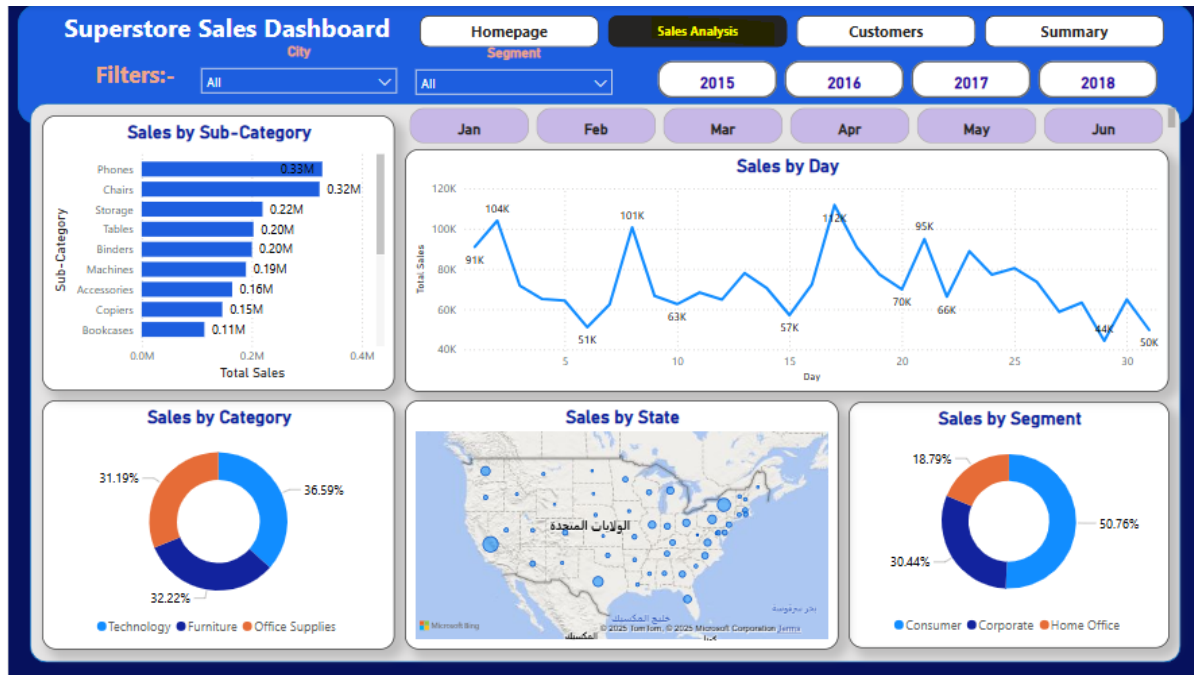 Superstore Sales Dashboard
Homepage
Sales Analysis
Customers
Summary
City
Segment
Filters:-
All
All
2015
2016
2017
2018
Jan
Feb
Mar
Apr
May
Jun
Sales by Sub-Category
Sub-Category
Phones 0.33M
Chairs 0.32M
Storage 0.22M
Tables 0.20M
Binders 0.20M
Machines 0.19M
Accessories 0.16M
Copiers 0.15M
Bookcases 0.11M
0.0M 0.2M 0.4M
Total Sales
Sales by Day
Total Sales
120K
100K
80K
60K
40K
91K
104K
51K
101K
63K
57K
112K
70K
95K
66K
44K
50K
5 10 15 20 25 30
Day
Sales by Category
31.19%
36.59%
32.22%
Technology Furniture Office Supplies
Sales by State
الولايات المتحدة
خليج المكسيك
بحر سرقوسة
المكسيك
Microsoft Bing
© 2025 TomTom, © 2025 Microsoft Corporation Terms
Sales by Segment
18.79%
50.76%
30.44%
Consumer Corporate Home Office